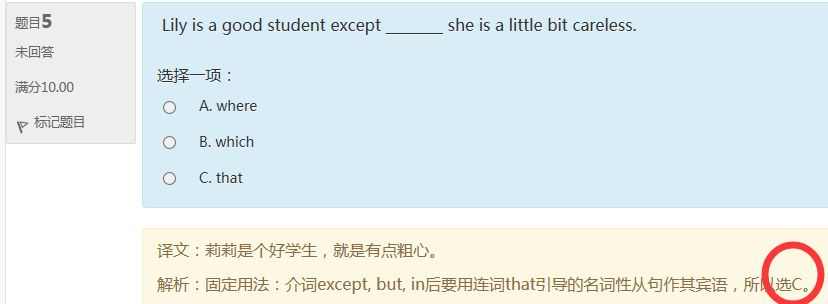 题目5
未回答
满分10.00
标记题目
Lily is a good student except _______ she is a little bit careless.
选择一项：
A. where
B. which
C. that
译文：莉莉是个好学生，就是有点粗心。
解析：固定用法：介词except, but, in后要用连词that引导的名词性从句作其宾语，所以选C。